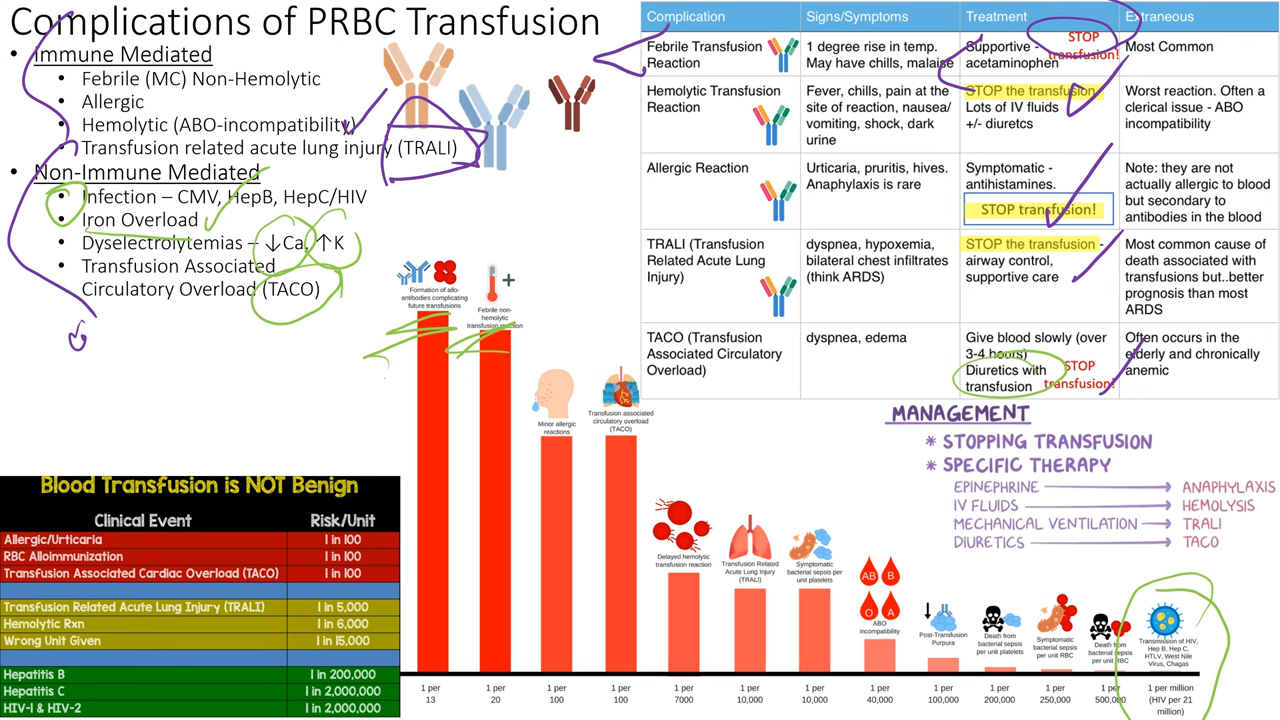 Complications of PRBC Transfusion
• Immune Mediated
• Febrile (MC) Non-Hemolytic
• Allergic
• Hemolytic (ABO-incompatibility)
• Transfusion related acute lung injury (TRALI)
• Non-Immune Mediated
• Infection – CMV, HepB, HepC/HIV
• Iron Overload
• Dyselectrolytemias – ↓Ca, ↑K
• Transfusion Associated
Circulatory Overload (TACO)
Complication Signs/Symptoms Treatment Extraneous
Febrile Transfusion
Reaction
1 degree rise in temp.
May have chills, malaise
Supportive -
acetaminophen
STOP
transfusion!
Most Common
Hemolytic Transfusion
Reaction
Fever, chills, pain at the
site of reaction, nausea/
vomiting, shock, dark
urine
STOP the transfusion
Lots of IV fluids
+/- diuretcs
Worst reaction. Often a
clerical issue - ABO
incompatibility
Allergic Reaction
Urticaria, pruritis, hives.
Anaphylaxis is rare
Symptomatic -
antihistamines.
STOP transfusion!
Note: they are not
actually allergic to blood
but secondary to
antibodies in the blood
TRALI (Transfusion
Related Acute Lung
Injury)
dyspnea, hypoxemia,
bilateral chest infiltrates
(think ARDS)
STOP the transfusion -
airway control,
supportive care
Most common cause of
death associated with
transfusions but..better
prognosis than most
ARDS
TACO (Transfusion
Associated Circulatory
Overload)
dyspnea, edema
Give blood slowly (over
3-4 hours)
Diuretics with
transfusion
STOP
transfusion!
Often occurs in the
elderly and chronically
anemic
MANAGEMENT
* STOPPING TRANSFUSION
* SPECIFIC THERAPY
EPINEPHRINE → ANAPHYLAXIS
IV FLUIDS → HEMOLYSIS
MECHANICAL VENTILATION → TRALI
DIURETICS → TACO
Formation of allo-
antibodies complicating
future transfusions
Febrile non-
hemolytic
transfusion reaction
Minor allergic
reactions
Transfusion associated
circulatory overload
(TACO)
Delayed hemolytic
transfusion reaction
Transfusion Related
Acute Lung Injury
(TRALI)
Symptomatic
bacterial sepsis per
unit platelets
AB B
O A
ABO
incompatibility
Post-Transfusion
Purpura
Death from
bacterial sepsis
per unit platelets
Symptomatic
bacterial sepsis
per unit RBC
Death from
bacterial sepsis
per unit RBC
Transmission of HIV,
Hep B, Hep C,
HTLV, West Nile
Virus, Chagas
1 per
13
1 per
20
1 per
100
1 per
100
1 per
7000
1 per
10,000
1 per
10,000
1 per
40,000
1 per
100,000
1 per
200,000
1 per
250,000
1 per
500,000
1 per million
(HIV per 21
million)
Blood Transfusion is NOT Benign
Clinical Event Risk/Unit
Allergic/Urticaria 1 in 100
RBC Alloimmunization 1 in 100
Transfusion Associated Cardiac Overload (TACO) 1 in 100
Transfusion Related Acute Lung Injury (TRALI) 1 in 5,000
Hemolytic Rxn 1 in 6,000
Wrong Unit Given 1 in 15,000
Hepatitis B 1 in 200,000
Hepatitis C 1 in 2,000,000
HIV-1 & HIV-2 1 in 2,000,000